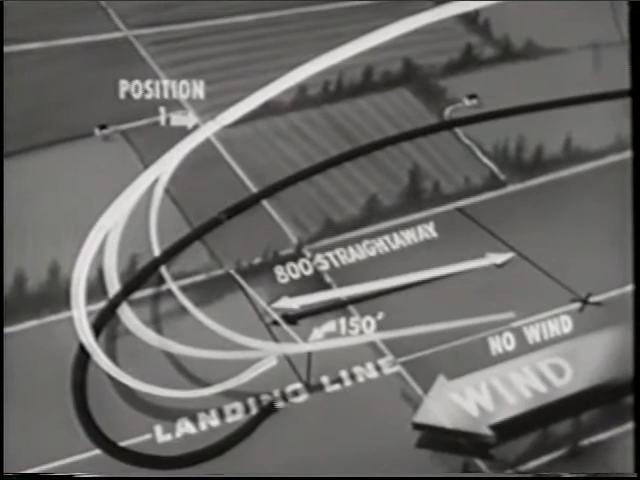 POSITION
1
800 STRAIGHTAWAY
150'
NO WIND
WIND
LANDING LINE